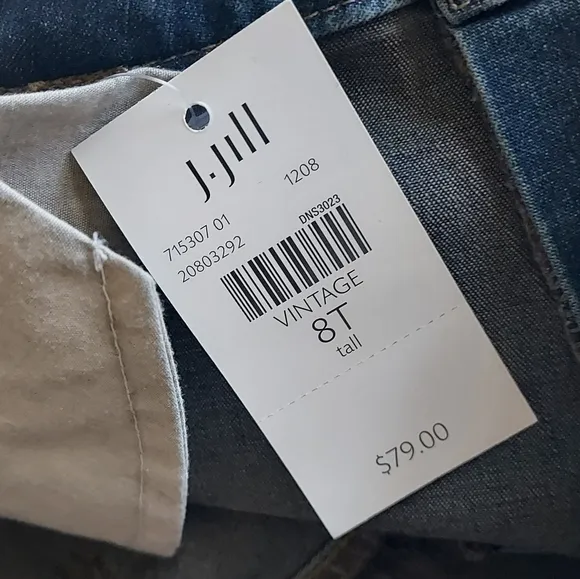 J.Jill
1208
715307 01
20803292
DNS3023
VINTAGE
8T
tall
$79.00